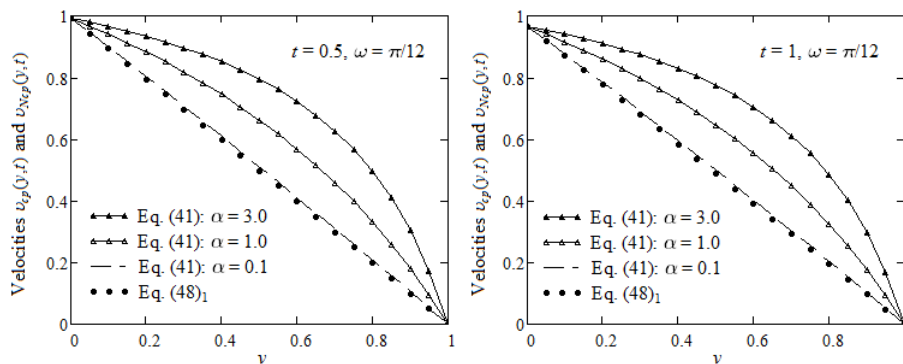 Velocities υcp(y,t) and υNcp(y,t)
1
0.8
0.6
0.4
0.2
0
t = 0.5, ω = π/12
Eq. (41): α = 3.0
Eq. (41): α = 1.0
Eq. (41): α = 0.1
Eq. (48)1
0 0.2 0.4 0.6 0.8 1
y
Velocities υcp(y,t) and υNcp(y,t)
1
0.8
0.6
0.4
0.2
0
t = 1, ω = π/12
Eq. (41): α = 3.0
Eq. (41): α = 1.0
Eq. (41): α = 0.1
Eq. (48)1
0 0.2 0.4 0.6 0.8
y